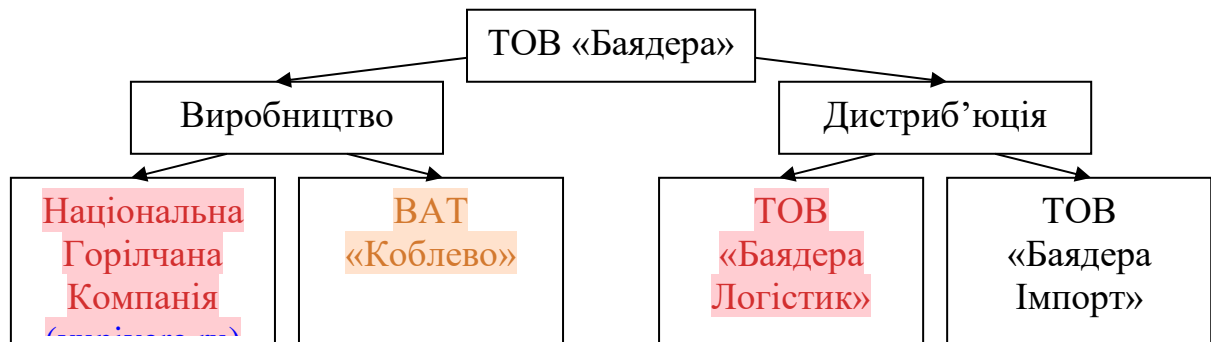 ТОВ «Баядера»
Виробництво
Дистриб’юція
Національна
Горілчана
Компанія
ВАТ
«Коблево»
ТОВ
«Баядера
Логістик»
ТОВ
«Баядера
Імпорт»